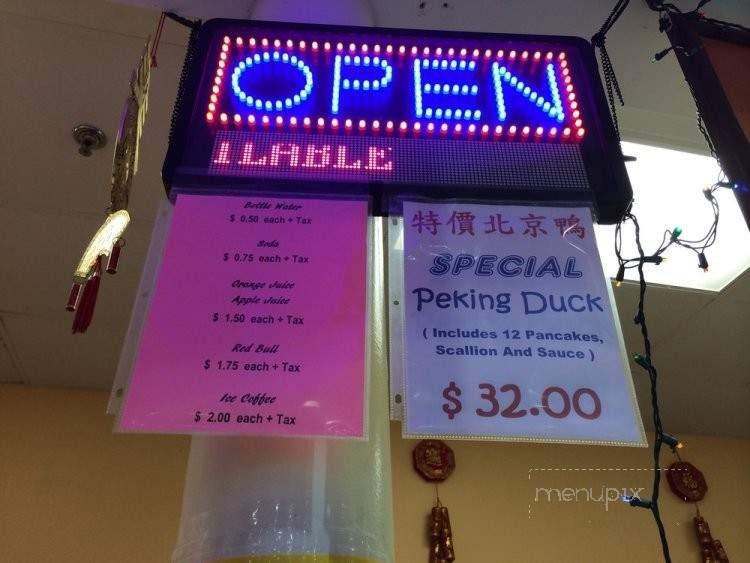 OPEN
ILABLE
Bottle Water
$ 0.50 each + Tax
Soda
$ 0.75 each + Tax
Orange Juice
Apple Juice
$ 1.50 each + Tax
Red Bull
$ 1.75 each + Tax
Ice Coffee
$ 2.00 each + Tax
特價北京鴨
SPECIAL
Peking Duck
( Includes 12 Pancakes,
Scallion And Sauce )
$ 32.00
menupix